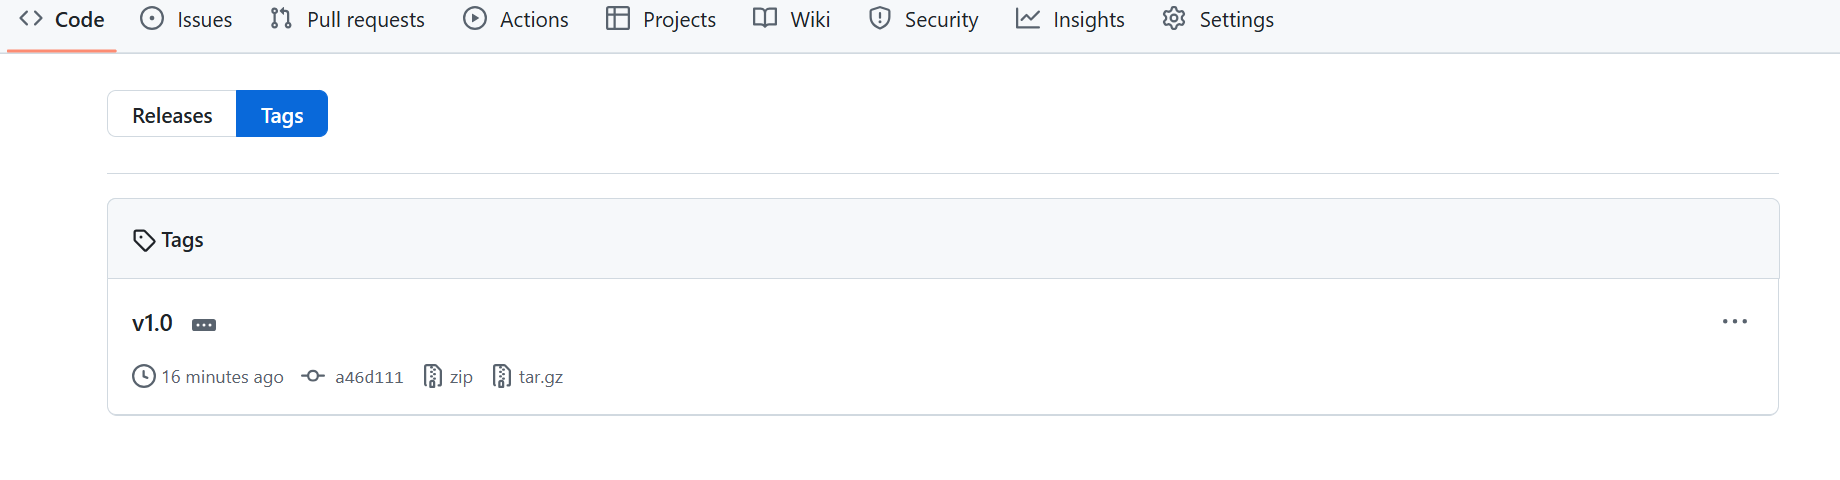 Code Issues Pull requests Actions Projects Wiki Security Insights Settings
Releases Tags
Tags
v1.0
16 minutes ago a46d111 zip tar.gz